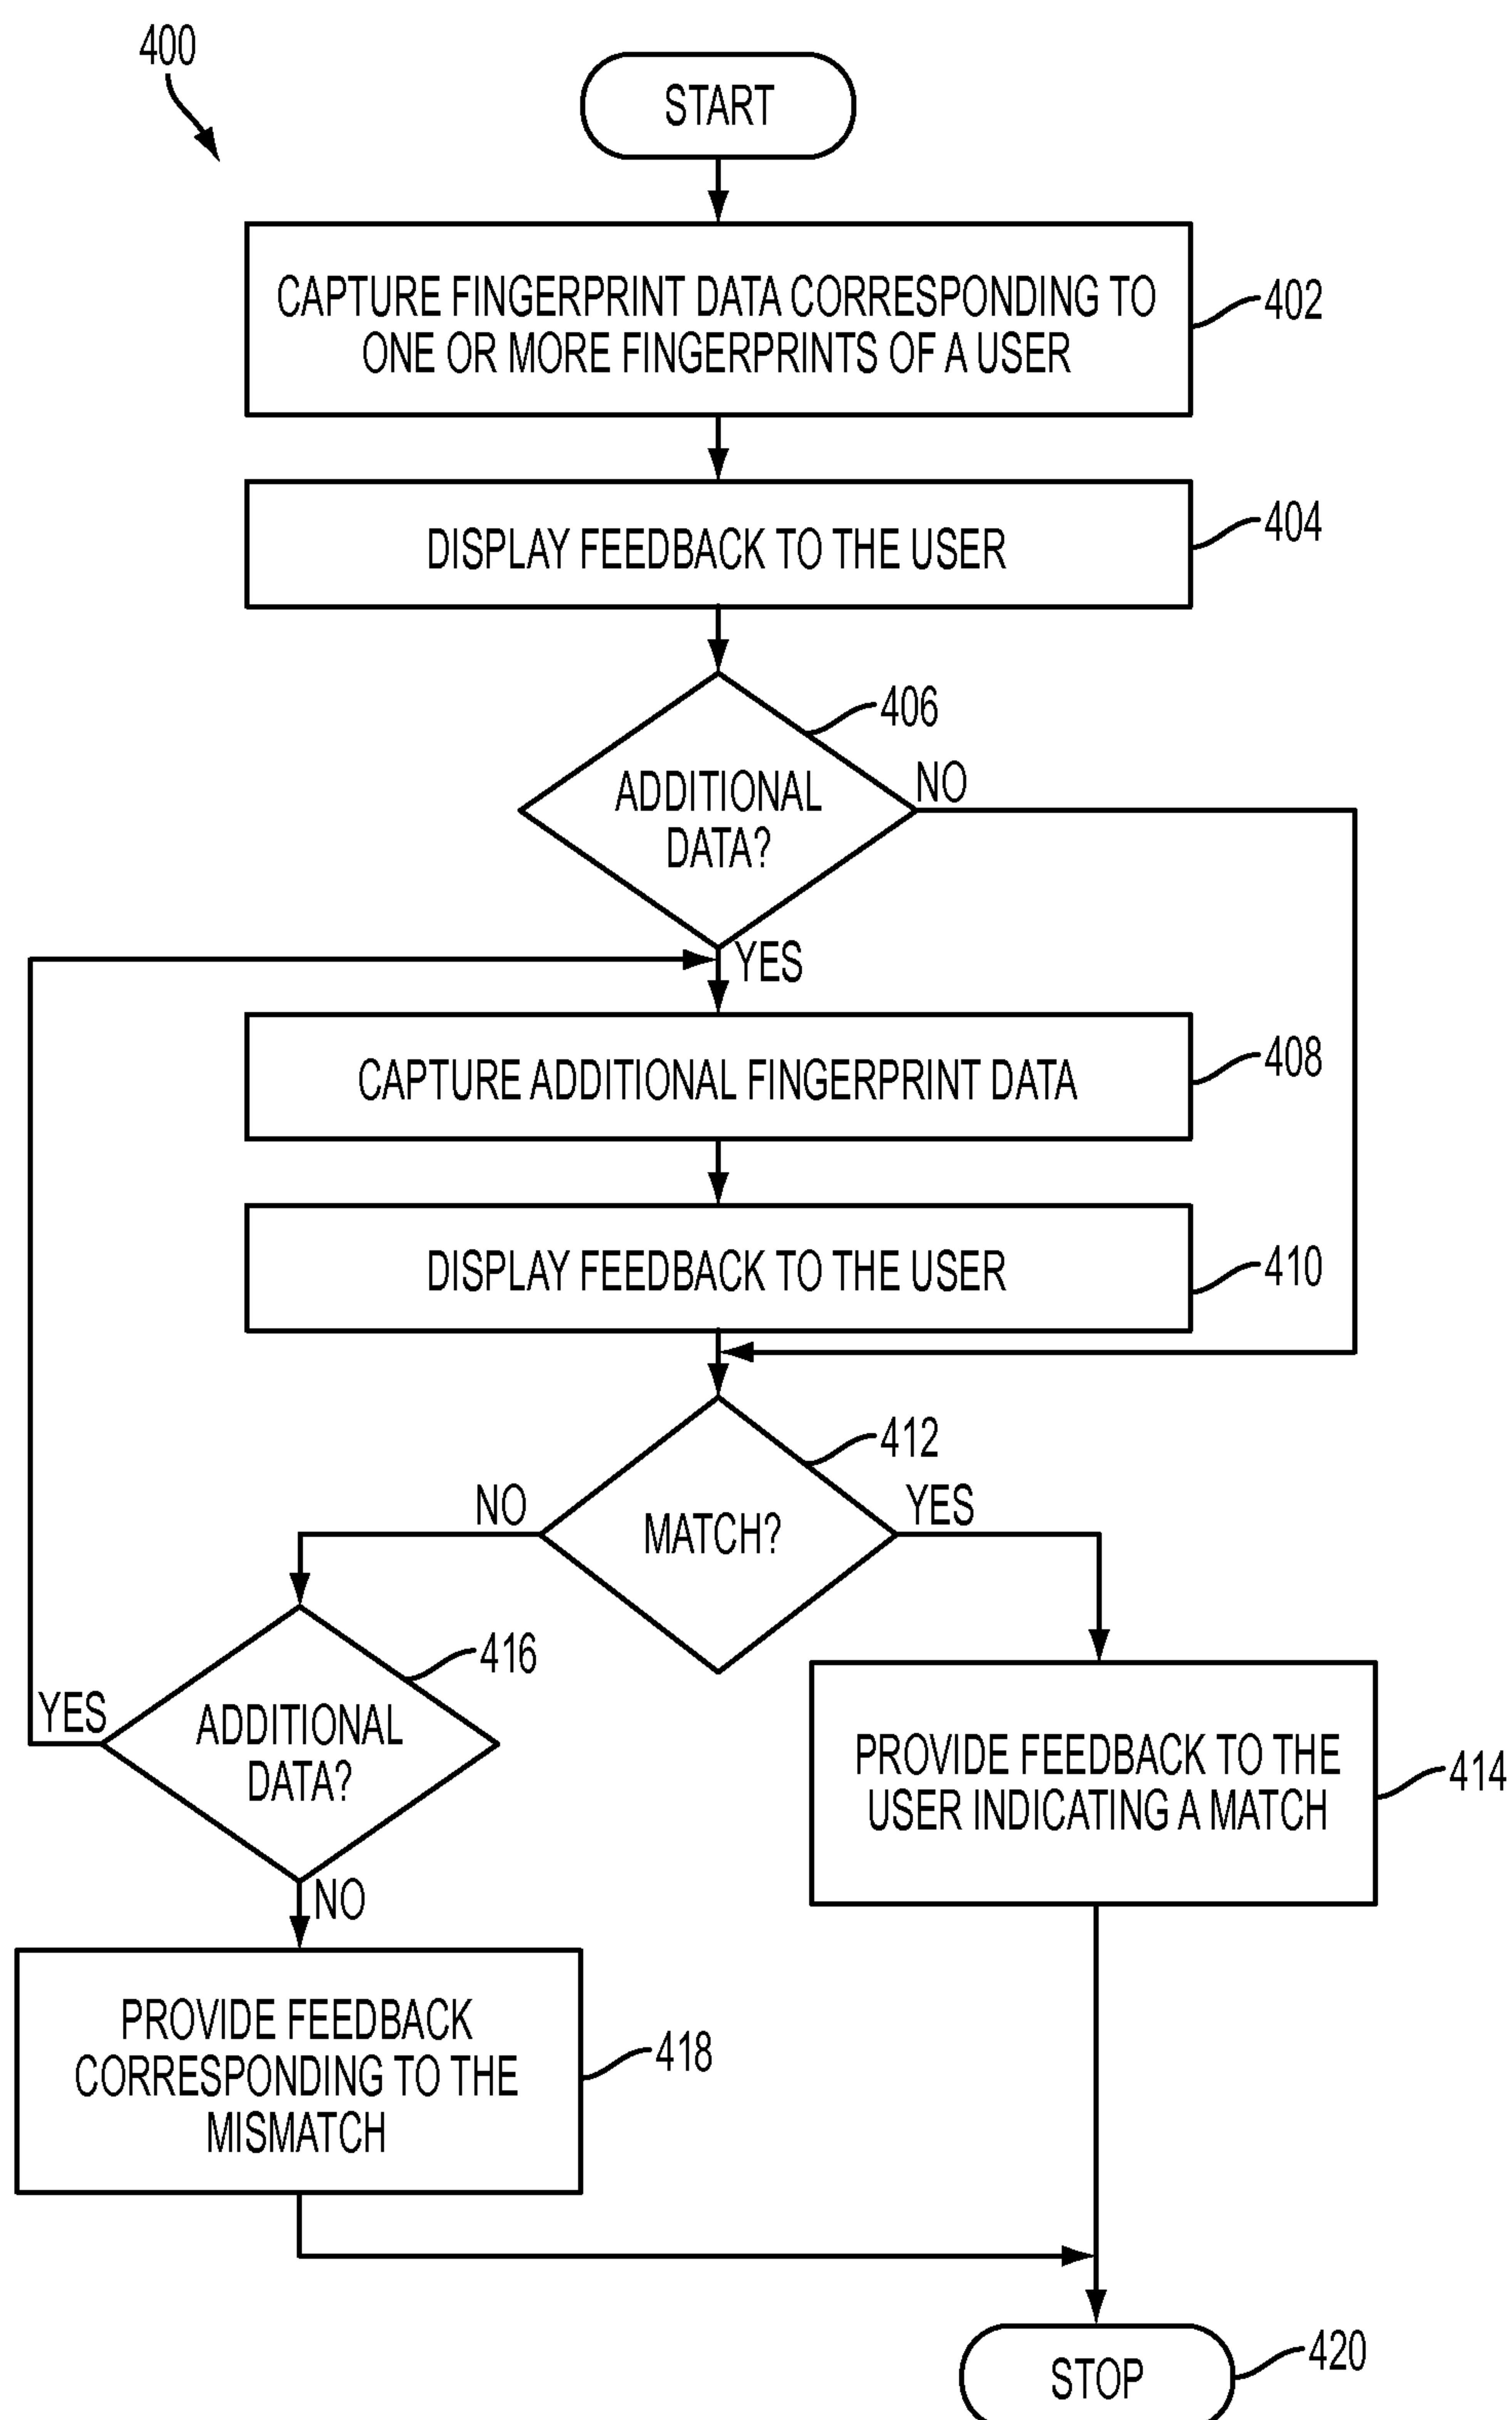 400
START
CAPTURE FINGERPRINT DATA CORRESPONDING TO
ONE OR MORE FINGERPRINTS OF A USER
402
DISPLAY FEEDBACK TO THE USER
404
406
ADDITIONAL
DATA?
NO
YES
CAPTURE ADDITIONAL FINGERPRINT DATA
408
DISPLAY FEEDBACK TO THE USER
410
412
MATCH?
NO
YES
416
ADDITIONAL
DATA?
YES
NO
PROVIDE FEEDBACK TO THE
USER INDICATING A MATCH
414
PROVIDE FEEDBACK
CORRESPONDING TO THE
MISMATCH
418
STOP
420